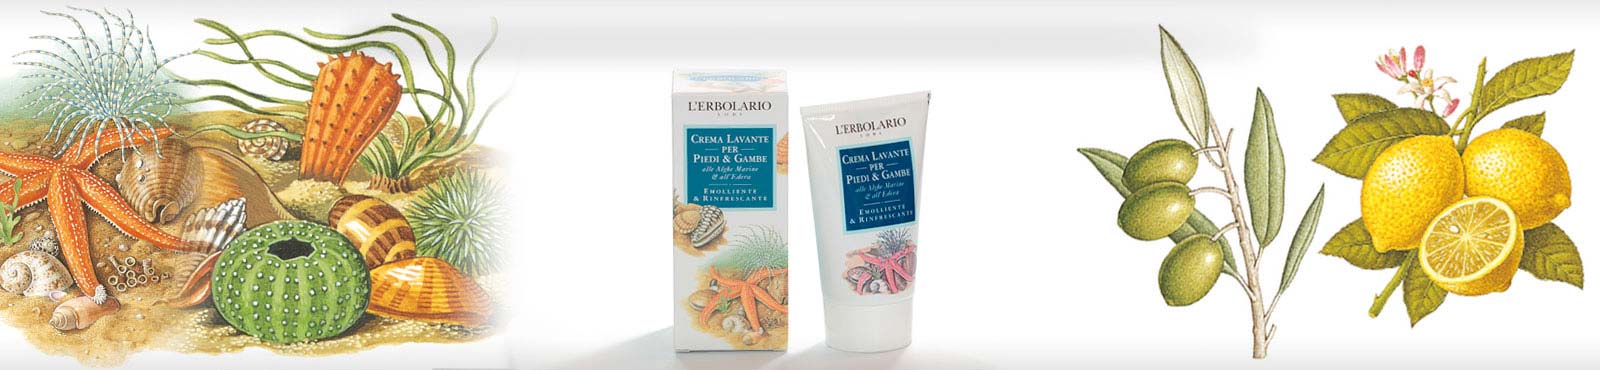 L'ERBOLARIO
LODI
CREMA LAVANTE
PER
PIEDI & GAMBE
alle Alghe Marine
& all'Edera
EMOLLIENTE
& RINFRESCANTE
L'ERBOLARIO
LODI
CREMA LAVANTE
PER
PIEDI & GAMBE
alle Alghe Marine
& all'Edera
EMOLLIENTE
& RINFRESCANTE